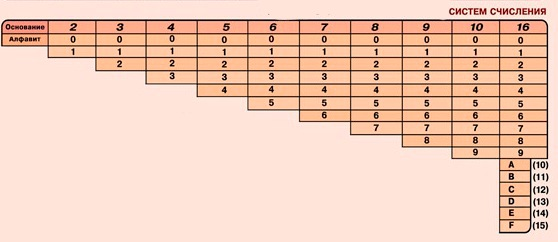 СИСТЕМ СЧИСЛЕНИЯ
Основание 2 3 4 5 6 7 8 9 10 16
Алфавит 0 0 0 0 0 0 0 0 0 0
1 1 1 1 1 1 1 1 1 1
2 2 2 2 2 2 2 2 2
3 3 3 3 3 3 3 3
4 4 4 4 4 4 4
5 5 5 5 5 5
6 6 6 6 6
7 7 7 7
8 8 8
9 9
A (10)
B (11)
C (12)
D (13)
E (14)
F (15)